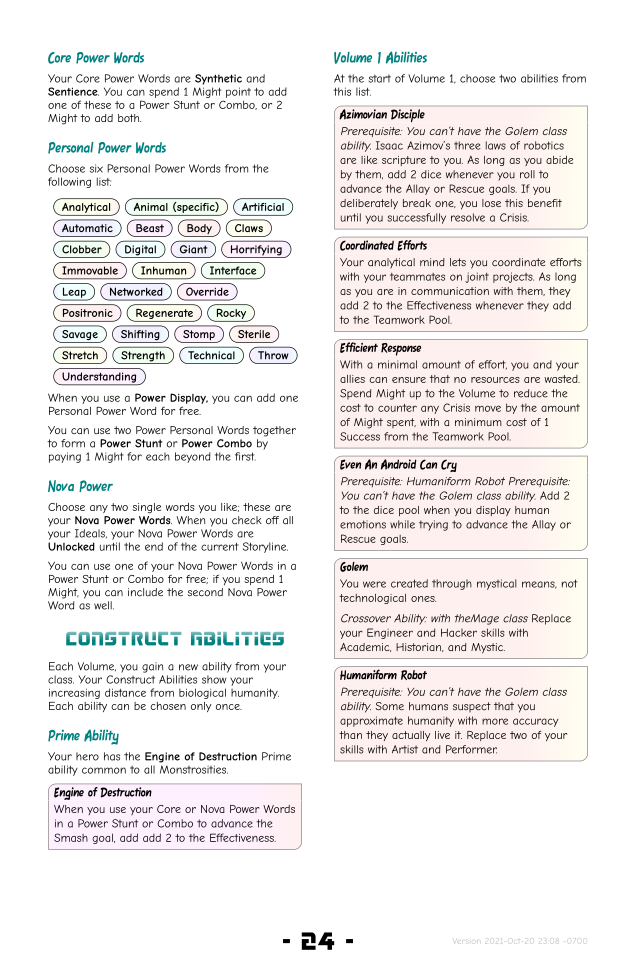 Core Power Words
Your Core Power Words are Synthetic and
Sentience. You can spend 1 Might point to add
one of these to a Power Stunt or Combo, or 2
Might to add both.
Personal Power Words
Choose six Personal Power Words from the
following list:
Analytical Animal (specific) Artificial
Automatic Beast Body Claws
Clobber Digital Giant Horrifying
Immovable Inhuman Interface
Leap Networked Override
Positronic Regenerate Rocky
Savage Shifting Stomp Sterile
Stretch Strength Technical Throw
Understanding
When you use a Power Display, you can add one
Personal Power Word for free.
You can use two Power Personal Words together
to form a Power Stunt or Power Combo by
paying 1 Might for each beyond the first.
Nova Power
Choose any two single words you like; these are
your Nova Power Words. When you check off all
your Ideals, your Nova Power Words are
Unlocked until the end of the current Storyline.
You can use one of your Nova Power Words in a
Power Stunt or Combo for free; if you spend 1
Might, you can include the second Nova Power
Word as well.
CONSTRUCT ABILITIES
Each Volume, you gain a new ability from your
class. Your Construct Abilities show your
increasing distance from biological humanity.
Each ability can be chosen only once.
Prime Ability
Your hero has the Engine of Destruction Prime
ability common to all Monstrosities.
Engine of Destruction
When you use your Core or Nova Power Words
in a Power Stunt or Combo to advance the
Smash goal, add add 2 to the Effectiveness.
Volume 1 Abilities
At the start of Volume 1, choose two abilities from
this list.
Azimovian Disciple
Prerequisite: You can't have the Golem class
ability. Isaac Azimov's three laws of robotics
are like scripture to you. As long as you abide
by them, add 2 dice whenever you roll to
advance the Allay or Rescue goals. If you
deliberately break one, you lose this benefit
until you successfully resolve a Crisis.
Coordinated Efforts
Your analytical mind lets you coordinate efforts
with your teammates on joint projects. As long
as you are in communication with them, they
add 2 to the Effectiveness whenever they add
to the Teamwork Pool.
Efficient Response
With a minimal amount of effort, you and your
allies can ensure that no resources are wasted.
Spend Might up to the Volume to reduce the
cost to counter any Crisis move by the amount
of Might spent, with a minimum cost of 1
Success from the Teamwork Pool.
Even An Android Can Cry
Prerequisite: Humaniform Robot Prerequisite:
You can't have the Golem class ability. Add 2
to the dice pool when you display human
emotions while trying to advance the Allay or
Rescue goals.
Golem
You were created through mystical means, not
technological ones.
Crossover Ability: with theMage class Replace
your Engineer and Hacker skills with
Academic, Historian, and Mystic.
Humaniform Robot
Prerequisite: You can't have the Golem class
ability. Some humans suspect that you
approximate humanity with more accuracy
than they actually live it. Replace two of your
skills with Artist and Performer.
- 24 -
Version 2021-Oct-20 23:08 -0700